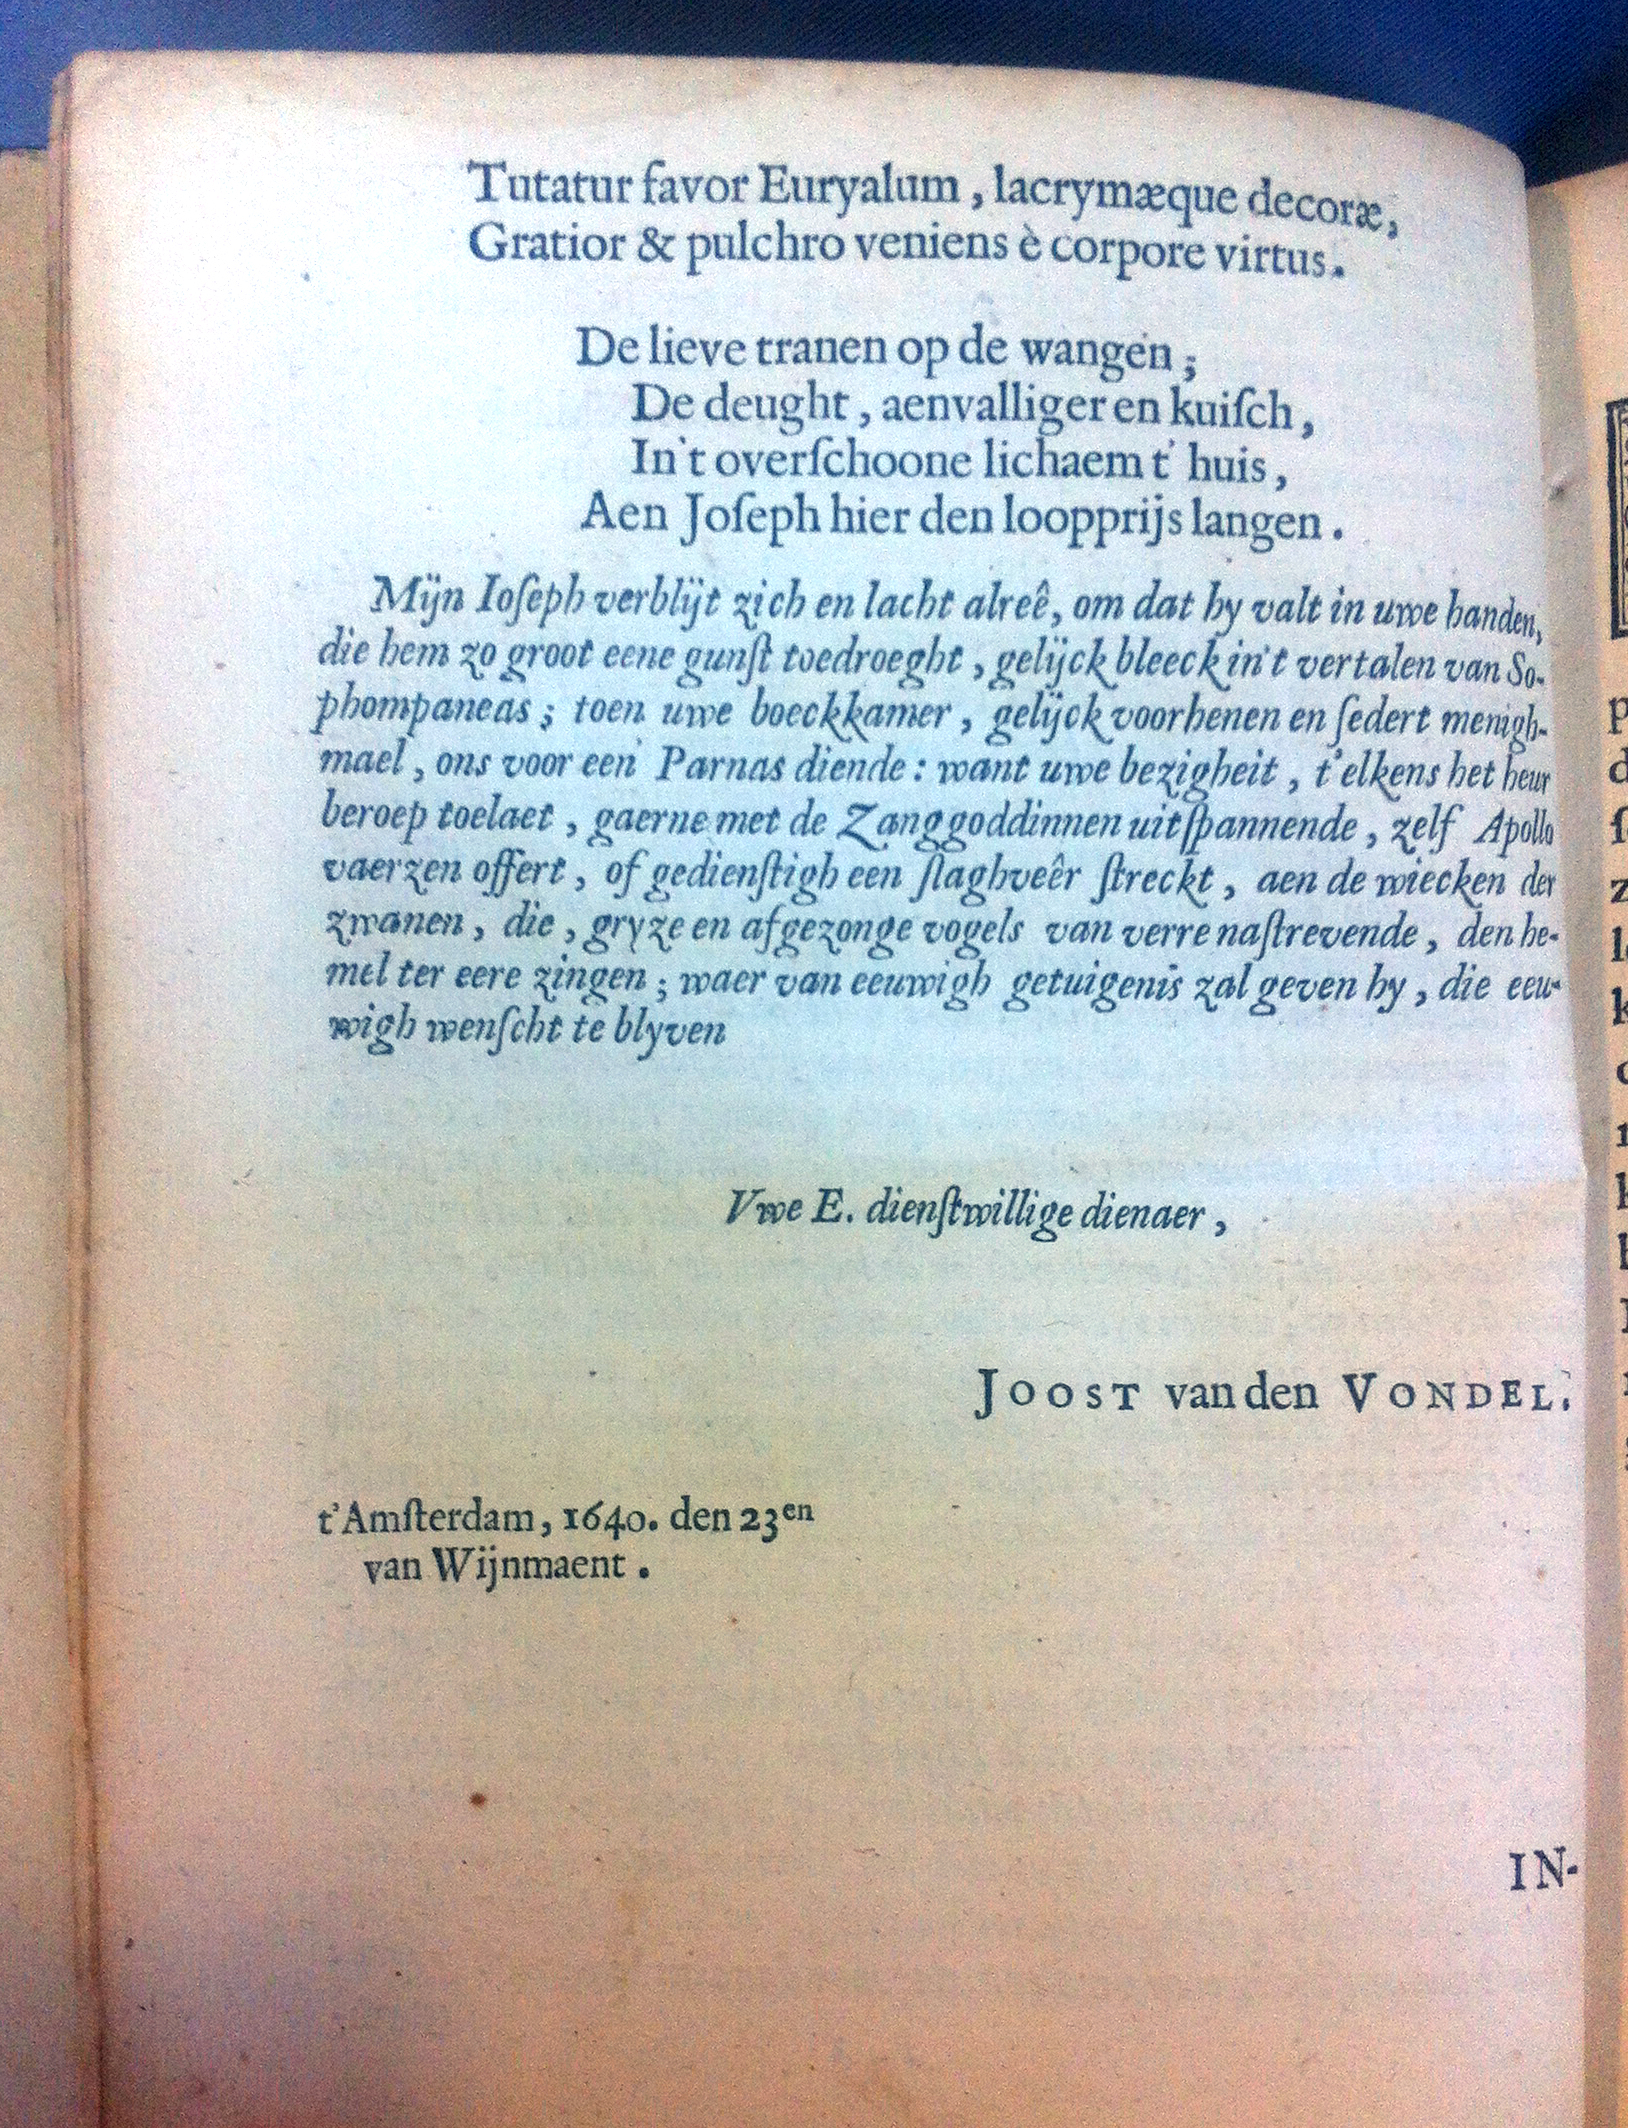 Tutatur favor Euryalum, lacrymæque decoræ,
Gratior & pulchro veniens è corpore virtus.
De lieve tranen op de wangen;
De deught, aenvalliger en kuiſch,
In't overſchoone lichaem t' huis,
Aen Joſeph hier den loopprijs langen.
Mijn Ioſeph verblijt zich en lacht alreê, om dat hy valt in uwe handen,
die hem zo groot eene gunſt toedroeght, gelijck bleeck in't vertalen van So-
phompaneas; toen uwe boeckkamer, gelijck voorhenen en ſedert menigh-
mael, ons voor een Parnas diende: want uwe bezigheit, t'elkens het heur
beroep toelaet, gaerne met de Zanggoddinnen uitſpannende, zelf Apollo
vaerzen offert, of gedienſtigh een ſlaghveêr ſtreckt, aen de wiecken der
zwanen, die, gryze en afgezonge vogels van verre naſtrevende, den he-
mel ter eere zingen; waer van eeuwigh getuigenis zal geven hy, die eeu-
wigh wenſcht te blyven
Vwe E. dienſtwillige dienaer,
JOOST van den VONDEL.
t'Amſterdam, 1640. den 23en
van Wijnmaent.
IN-